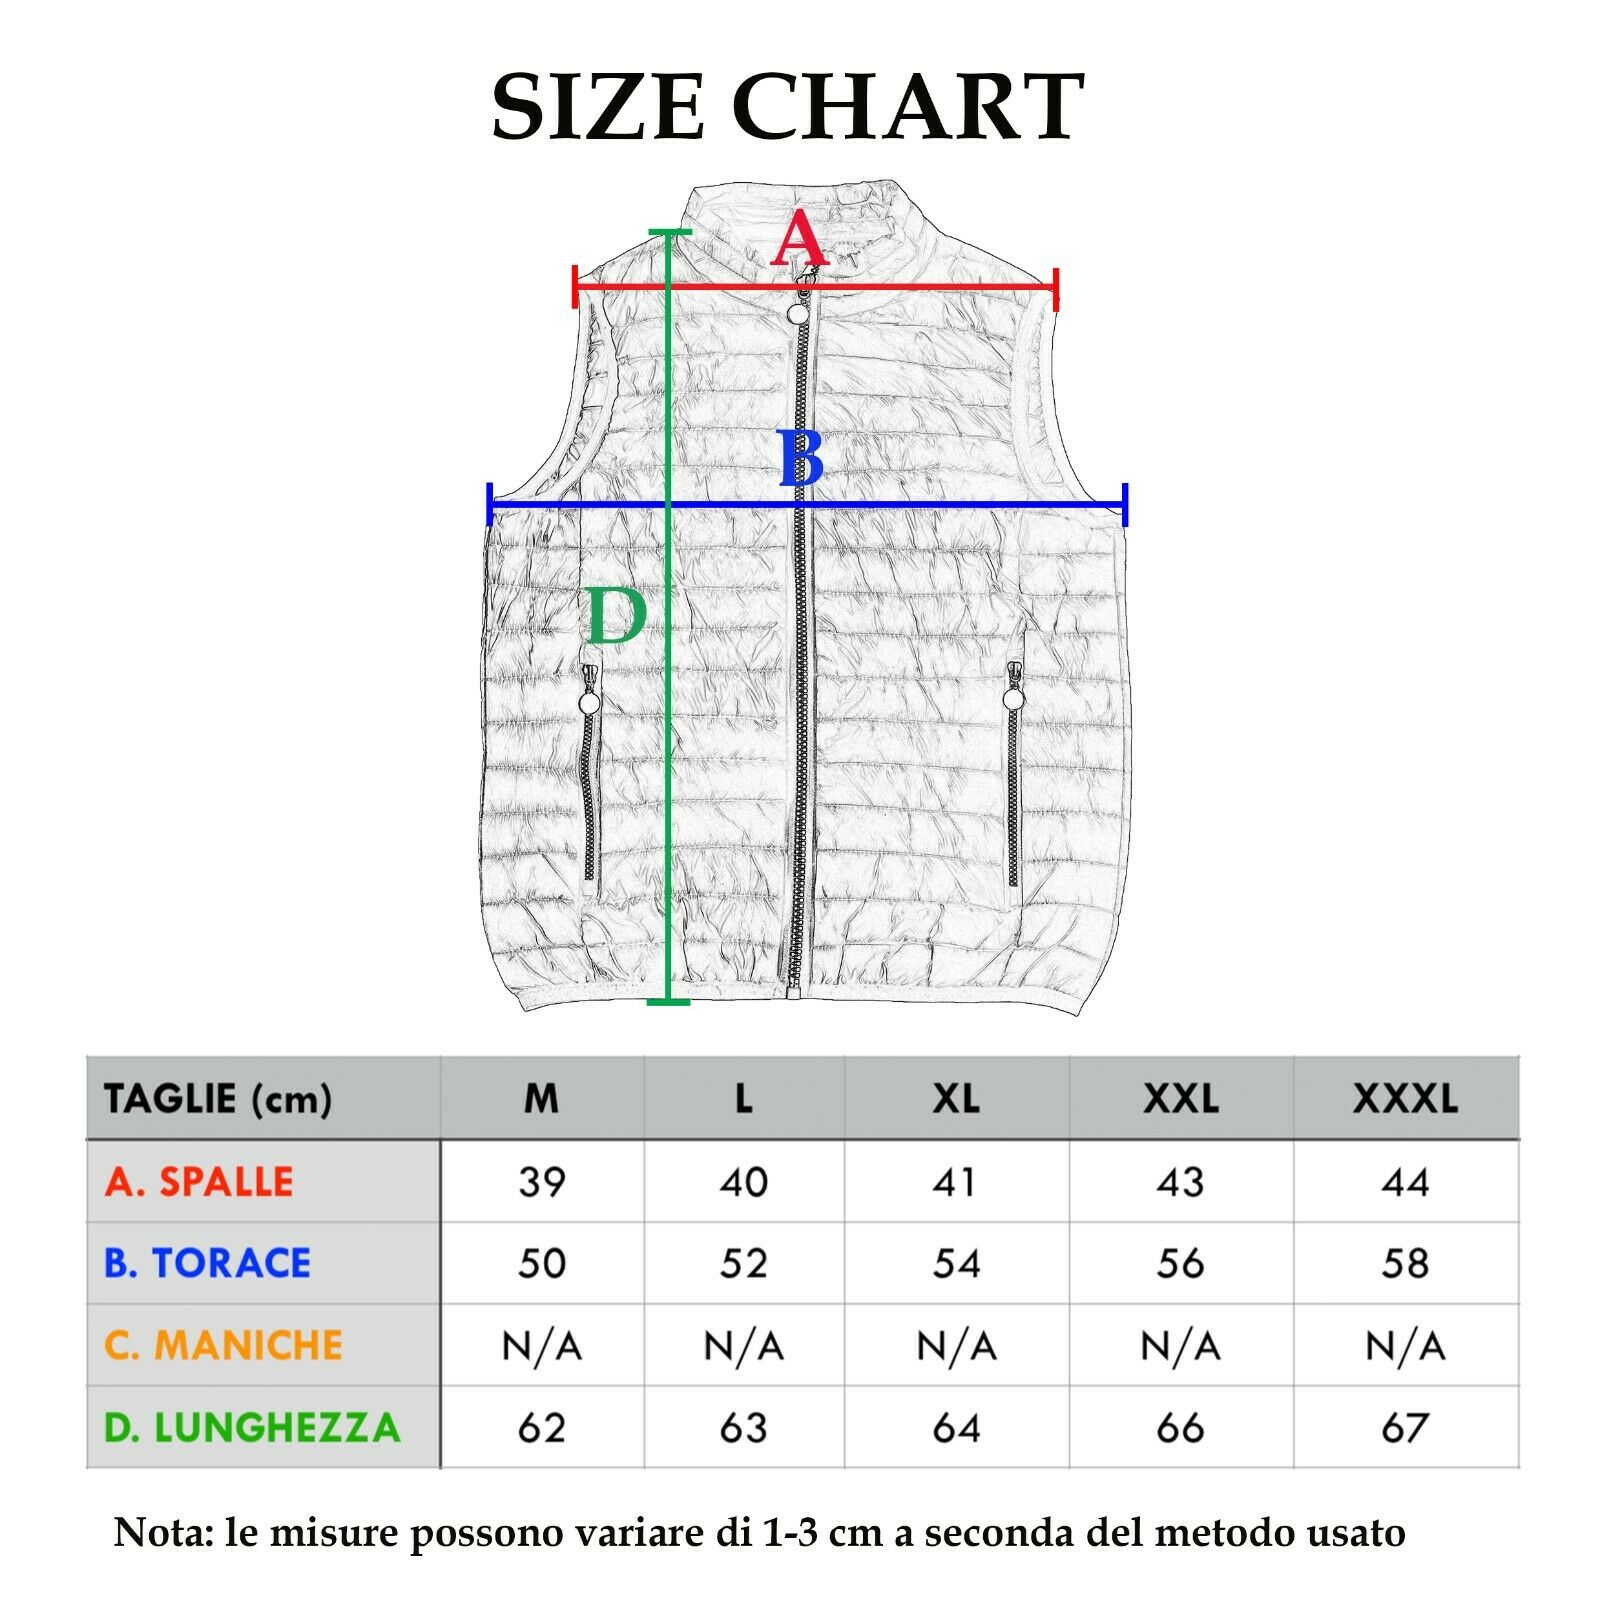 SIZE CHART
A
B
D
TAGLIE (cm) M L XL XXL XXXL
A. SPALLE 39 40 41 43 44
B. TORACE 50 52 54 56 58
C. MANICHE N/A N/A N/A N/A N/A
D. LUNGHEZZA 62 63 64 66 67
Nota: le misure possono variare di 1-3 cm a seconda del metodo usato